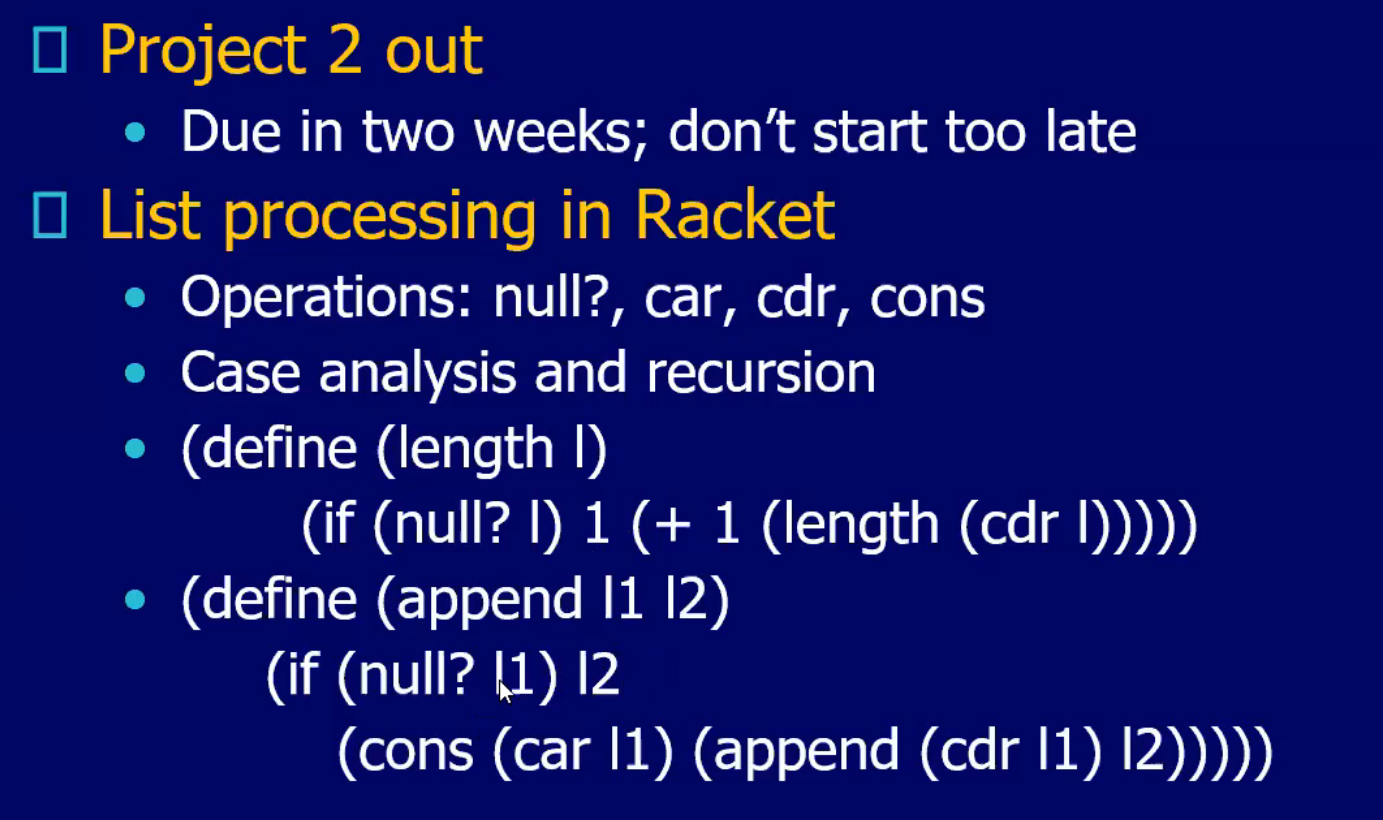 Project 2 out
Due in two weeks; don’t start too late
List processing in Racket
Operations: null?, car, cdr, cons
Case analysis and recursion
(define (length l)
(if (null? l) 1 (+ 1 (length (cdr l)))))
(define (append l1 l2)
(if (null? l1) l2
(cons (car l1) (append (cdr l1) l2)))))